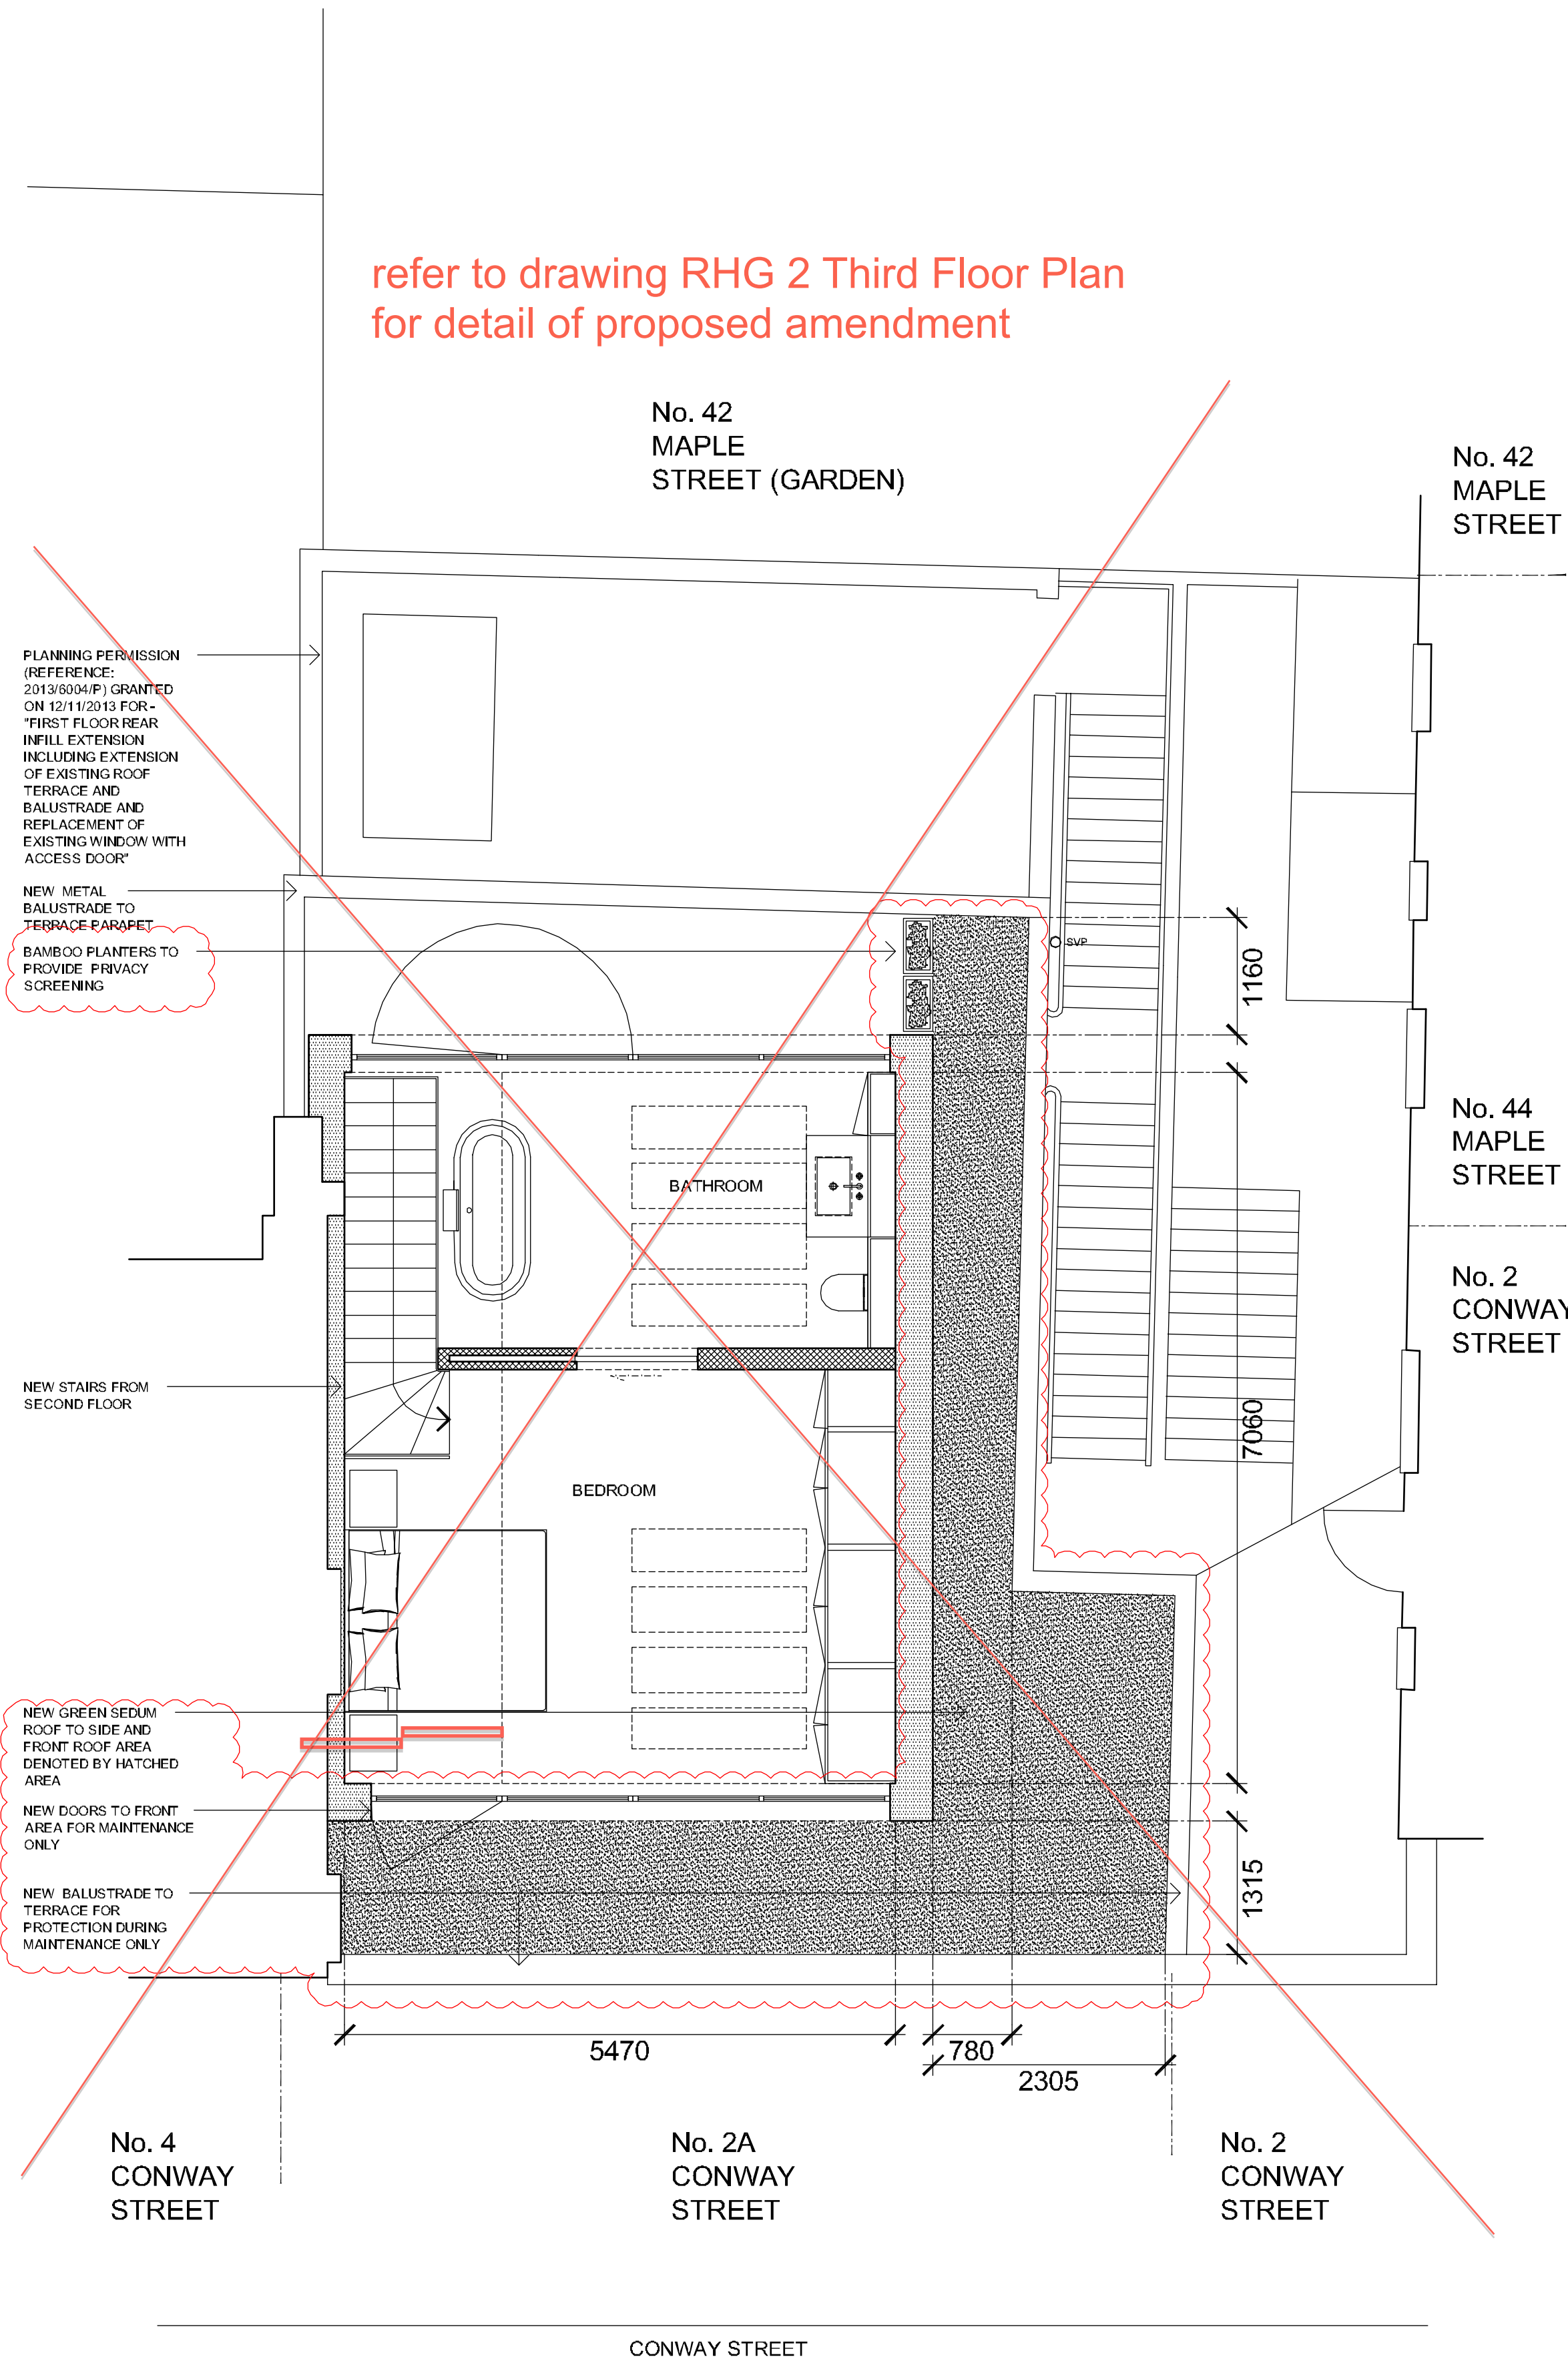 refer to drawing RHG 2 Third Floor Plan
for detail of proposed amendment
No. 42
MAPLE
STREET (GARDEN)
No. 42
MAPLE
STREET
PLANNING PERMISSION
(REFERENCE:
2013/6004/P) GRANTED
ON 12/11/2013 FOR -
"FIRST FLOOR REAR
INFILL EXTENSION
INCLUDING EXTENSION
OF EXISTING ROOF
TERRACE AND
BALUSTRADE AND
REPLACEMENT OF
EXISTING WINDOW WITH
ACCESS DOOR"
NEW METAL
BALUSTRADE TO
TERRACE PARAPET
BAMBOO PLANTERS TO
PROVIDE PRIVACY
SCREENING
SVP
1160
No. 44
MAPLE
STREET
BATHROOM
No. 2
CONWAY
STREET
NEW STAIRS FROM
SECOND FLOOR
7060
BEDROOM
NEW GREEN SEDUM
ROOF TO SIDE AND
FRONT ROOF AREA
DENOTED BY HATCHED
AREA
NEW DOORS TO FRONT
AREA FOR MAINTENANCE
ONLY
NEW BALUSTRADE TO
TERRACE FOR
PROTECTION DURING
MAINTENANCE ONLY
1315
5470
780
2305
No. 4
CONWAY
STREET
No. 2A
CONWAY
STREET
No. 2
CONWAY
STREET
CONWAY STREET